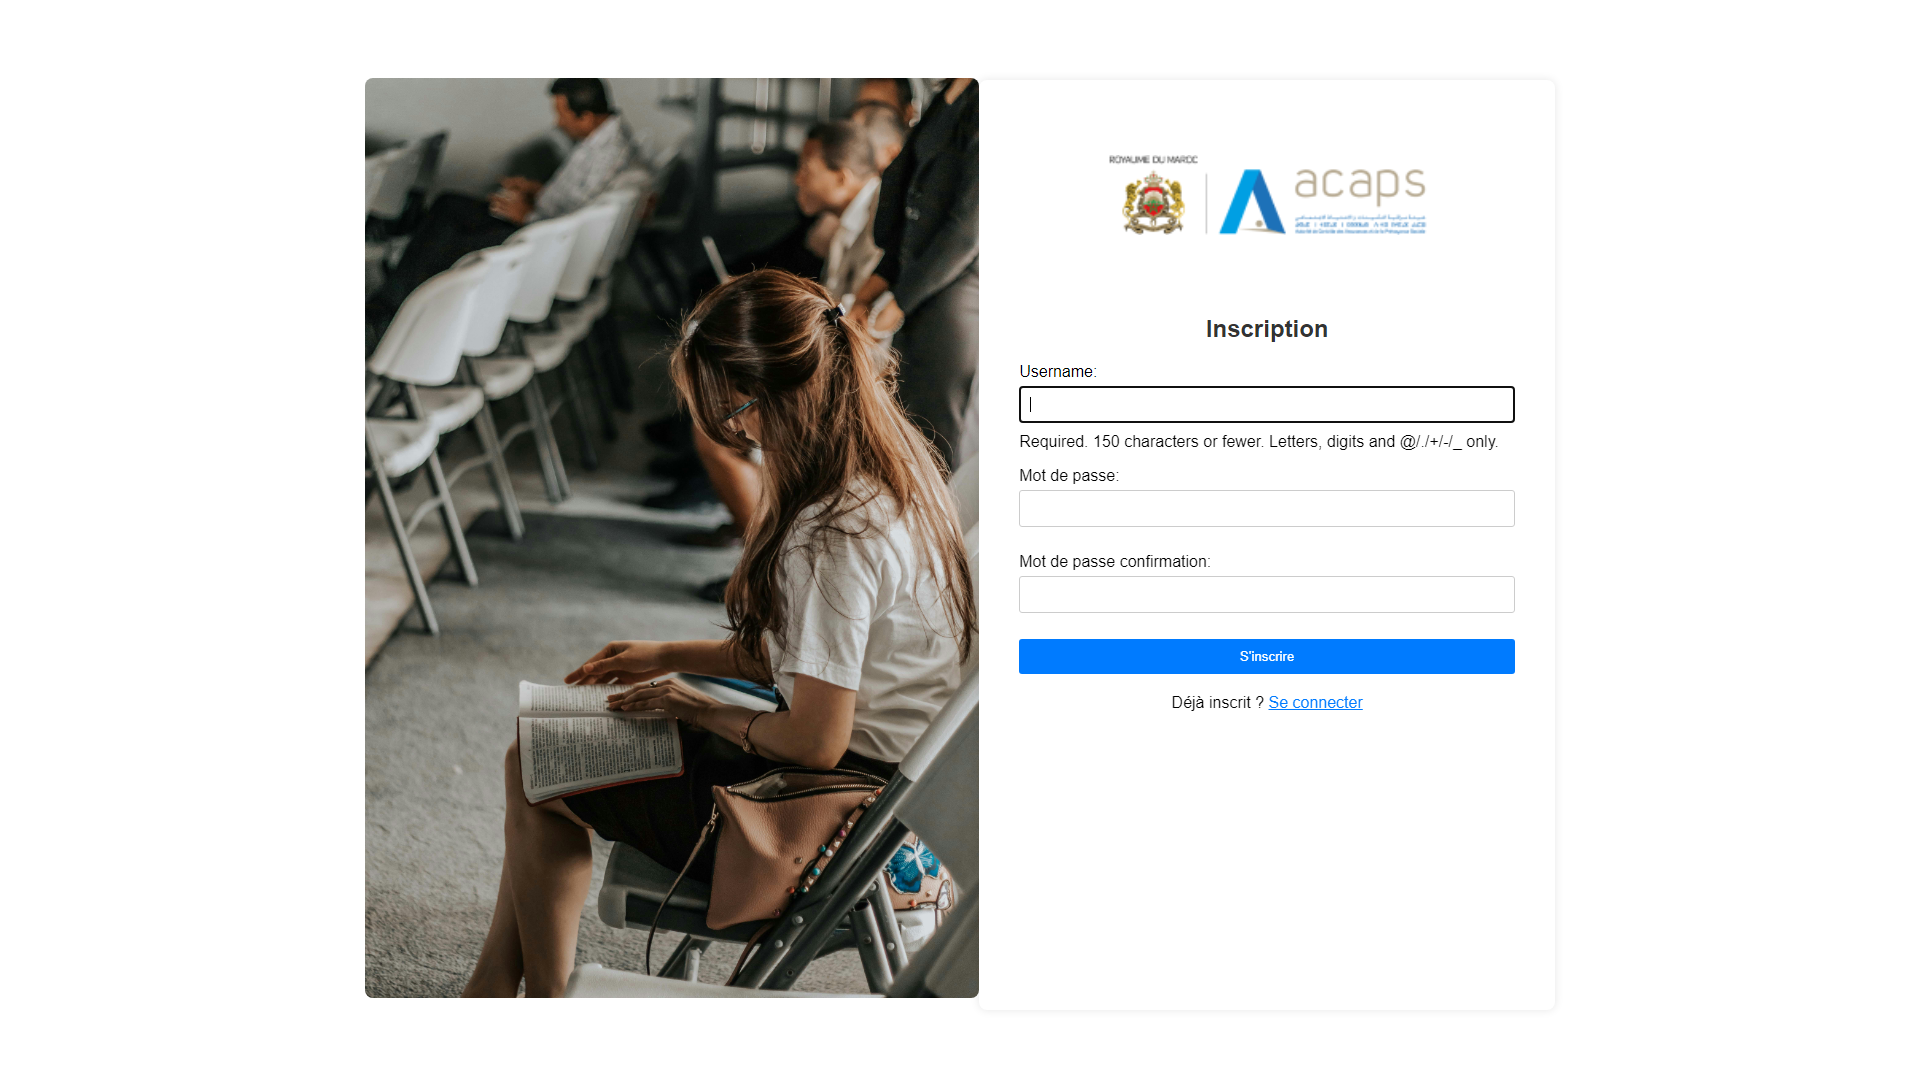 ROYAUME DU MAROC
acaps
Inscription
Username:
Required. 150 characters or fewer. Letters, digits and @/./+/-/_ only.
Mot de passe:
Mot de passe confirmation:
S'inscrire
Déjà inscrit ? Se connecter